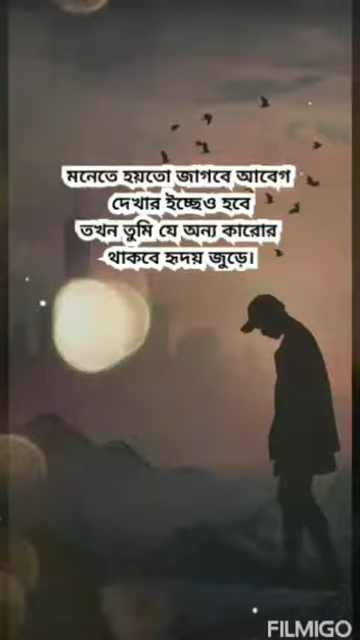 মনেতে হয়তো জাগবে আবেগ
দেখার ইচ্ছেও হবে
তখন তুমি যে অন্য কারোর
থাকবে হৃদয় জুড়ে।
FILMIGO